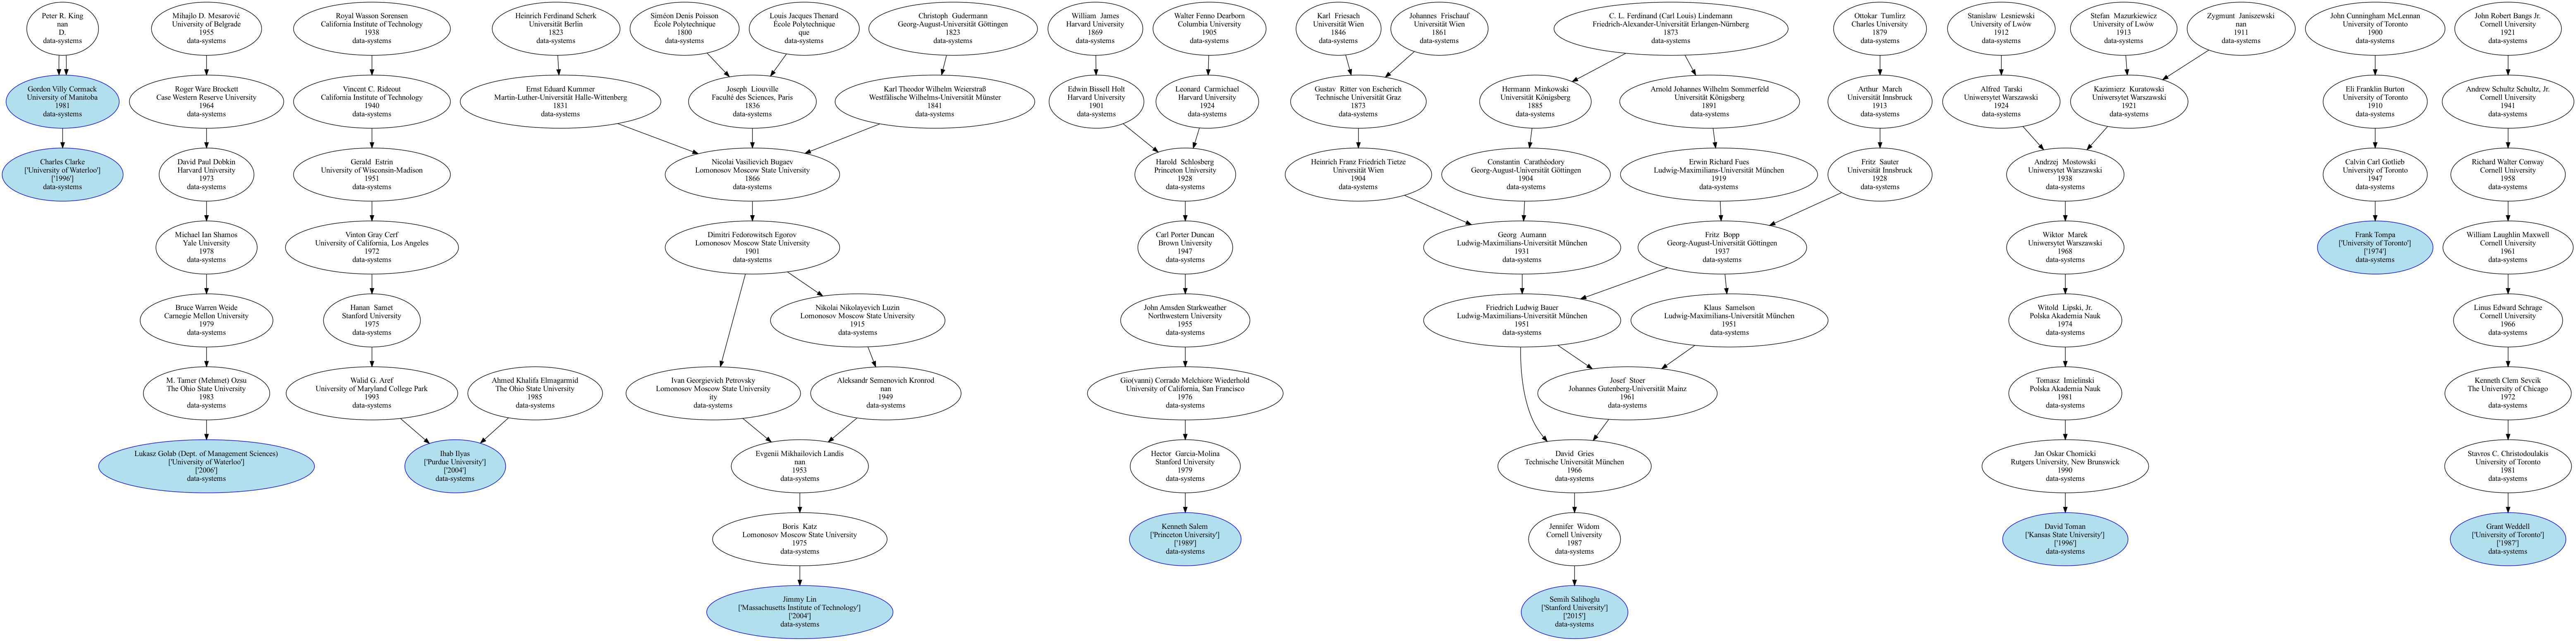 Peter R. King
nan
D.
data-systems
Mihajlo D. Mesarović
University of Belgrade
1955
data-systems
Royal Wasson Sorensen
California Institute of Technology
1938
data-systems
Heinrich Ferdinand Scherk
Universität Berlin
1823
data-systems
Siméon Denis Poisson
École Polytechnique
1800
data-systems
Louis Jacques Thenard
École Polytechnique
que
data-systems
Christoph  Gudermann
Georg-August-Universität Göttingen
1823
data-systems
William  James
Harvard University
1869
data-systems
Walter Fenno Dearborn
Columbia University
1905
data-systems
Karl  Friesach
Universität Wien
1846
data-systems
Johannes  Frischauf
Universität Wien
1861
data-systems
C. L. Ferdinand (Carl Louis) Lindemann
Friedrich-Alexander-Universität Erlangen-Nürnberg
1873
data-systems
Ottokar  Tumlirz
Charles University
1879
data-systems
Stanislaw  Lesniewski
University of Lwów
1912
data-systems
Stefan  Mazurkiewicz
University of Lwów
1913
data-systems
Zygmunt  Janiszewski
nan
1911
data-systems
John Cunningham McLennan
University of Toronto
1900
data-systems
John Robert Bangs Jr.
Cornell University
1921
data-systems
Gordon Villy Cormack
University of Manitoba
1981
data-systems
Roger Ware Brockett
Case Western Reserve University
1964
data-systems
Vincent C. Rideout
California Institute of Technology
1940
data-systems
Ernst Eduard Kummer
Martin-Luther-Universität Halle-Wittenberg
1831
data-systems
Joseph  Liouville
Faculté des Sciences, Paris
1836
data-systems
Karl Theodor Wilhelm Weierstraß
Westfälische Wilhelms-Universität Münster
1841
data-systems
Edwin Bissell Holt
Harvard University
1901
data-systems
Leonard  Carmichael
Harvard University
1924
data-systems
Gustav  Ritter von Escherich
Technische Universität Graz
1873
data-systems
Hermann  Minkowski
Universität Königsberg
1885
data-systems
Arnold Johannes Wilhelm Sommerfeld
Universität Königsberg
1891
data-systems
Arthur  March
Universität Innsbruck
1913
data-systems
Alfred  Tarski
Uniwersytet Warszawski
1924
data-systems
Kazimierz  Kuratowski
Uniwersytet Warszawski
1921
data-systems
Eli Franklin Burton
University of Toronto
1910
data-systems
Andrew Schultz Schultz, Jr.
Cornell University
1941
data-systems
Charles Clarke
['University of Waterloo']
['1996']
data-systems
David Paul Dobkin
Harvard University
1973
data-systems
Gerald  Estrin
University of Wisconsin-Madison
1951
data-systems
Nicolai Vasilievich Bugaev
Lomonosov Moscow State University
1866
data-systems
Harold  Schlosberg
Princeton University
1928
data-systems
Heinrich Franz Friedrich Tietze
Universität Wien
1904
data-systems
Constantin  Carathéodory
Georg-August-Universität Göttingen
1904
data-systems
Erwin Richard Fues
Ludwig-Maximilians-Universität München
1919
data-systems
Fritz  Sauter
Universität Innsbruck
1928
data-systems
Andrzej  Mostowski
Uniwersytet Warszawski
1938
data-systems
Calvin Carl Gotlieb
University of Toronto
1947
data-systems
Richard Walter Conway
Cornell University
1958
data-systems
Michael Ian Shamos
Yale University
1978
data-systems
Vinton Gray Cerf
University of California, Los Angeles
1972
data-systems
Dimitri Fedorowitsch Egorov
Lomonosov Moscow State University
1901
data-systems
Carl Porter Duncan
Brown University
1947
data-systems
Georg  Aumann
Ludwig-Maximilians-Universität München
1931
data-systems
Fritz  Bopp
Georg-August-Universität Göttingen
1937
data-systems
Wiktor  Marek
Uniwersytet Warszawski
1968
data-systems
Frank Tompa
['University of Toronto']
['1974']
data-systems
William Laughlin Maxwell
Cornell University
1961
data-systems
Bruce Warren Weide
Carnegie Mellon University
1979
data-systems
Hanan  Samet
Stanford University
1975
data-systems
Nikolai Nikolayevich Luzin
Lomonosov Moscow State University
1915
data-systems
John Amsden Starkweather
Northwestern University
1955
data-systems
Friedrich Ludwig Bauer
Ludwig-Maximilians-Universität München
1951
data-systems
Klaus  Samelson
Ludwig-Maximilians-Universität München
1951
data-systems
Witold  Lipski, Jr.
Polska Akademia Nauk
1974
data-systems
Linus Edward Schrage
Cornell University
1966
data-systems
M. Tamer (Mehmet) Ozsu
The Ohio State University
1983
data-systems
Walid G. Aref
University of Maryland College Park
1993
data-systems
Ahmed Khalifa Elmagarmid
The Ohio State University
1985
data-systems
Ivan Georgievich Petrovsky
Lomonosov Moscow State University
ity
data-systems
Aleksandr Semenovich Kronrod
nan
1949
data-systems
Gio(vanni) Corrado Melchiore Wiederhold
University of California, San Francisco
1976
data-systems
Josef  Stoer
Johannes Gutenberg-Universität Mainz
1961
data-systems
Tomasz  Imielinski
Polska Akademia Nauk
1981
data-systems
Kenneth Clem Sevcik
The University of Chicago
1972
data-systems
Lukasz Golab (Dept. of Management Sciences)
['University of Waterloo']
['2006']
data-systems
Ihab Ilyas
['Purdue University']
['2004']
data-systems
Evgenii Mikhailovich Landis
nan
1953
data-systems
Hector  Garcia-Molina
Stanford University
1979
data-systems
David  Gries
Technische Universität München
1966
data-systems
Jan Oskar Chomicki
Rutgers University, New Brunswick
1990
data-systems
Stavros C. Christodoulakis
University of Toronto
1981
data-systems
Boris  Katz
Lomonosov Moscow State University
1975
data-systems
Kenneth Salem
['Princeton University']
['1989']
data-systems
Jennifer  Widom
Cornell University
1987
data-systems
David Toman
['Kansas State University']
['1996']
data-systems
Grant Weddell
['University of Toronto']
['1987']
data-systems
Jimmy Lin
['Massachusetts Institute of Technology']
['2004']
data-systems
Semih Salihoglu
['Stanford University']
['2015']
data-systems